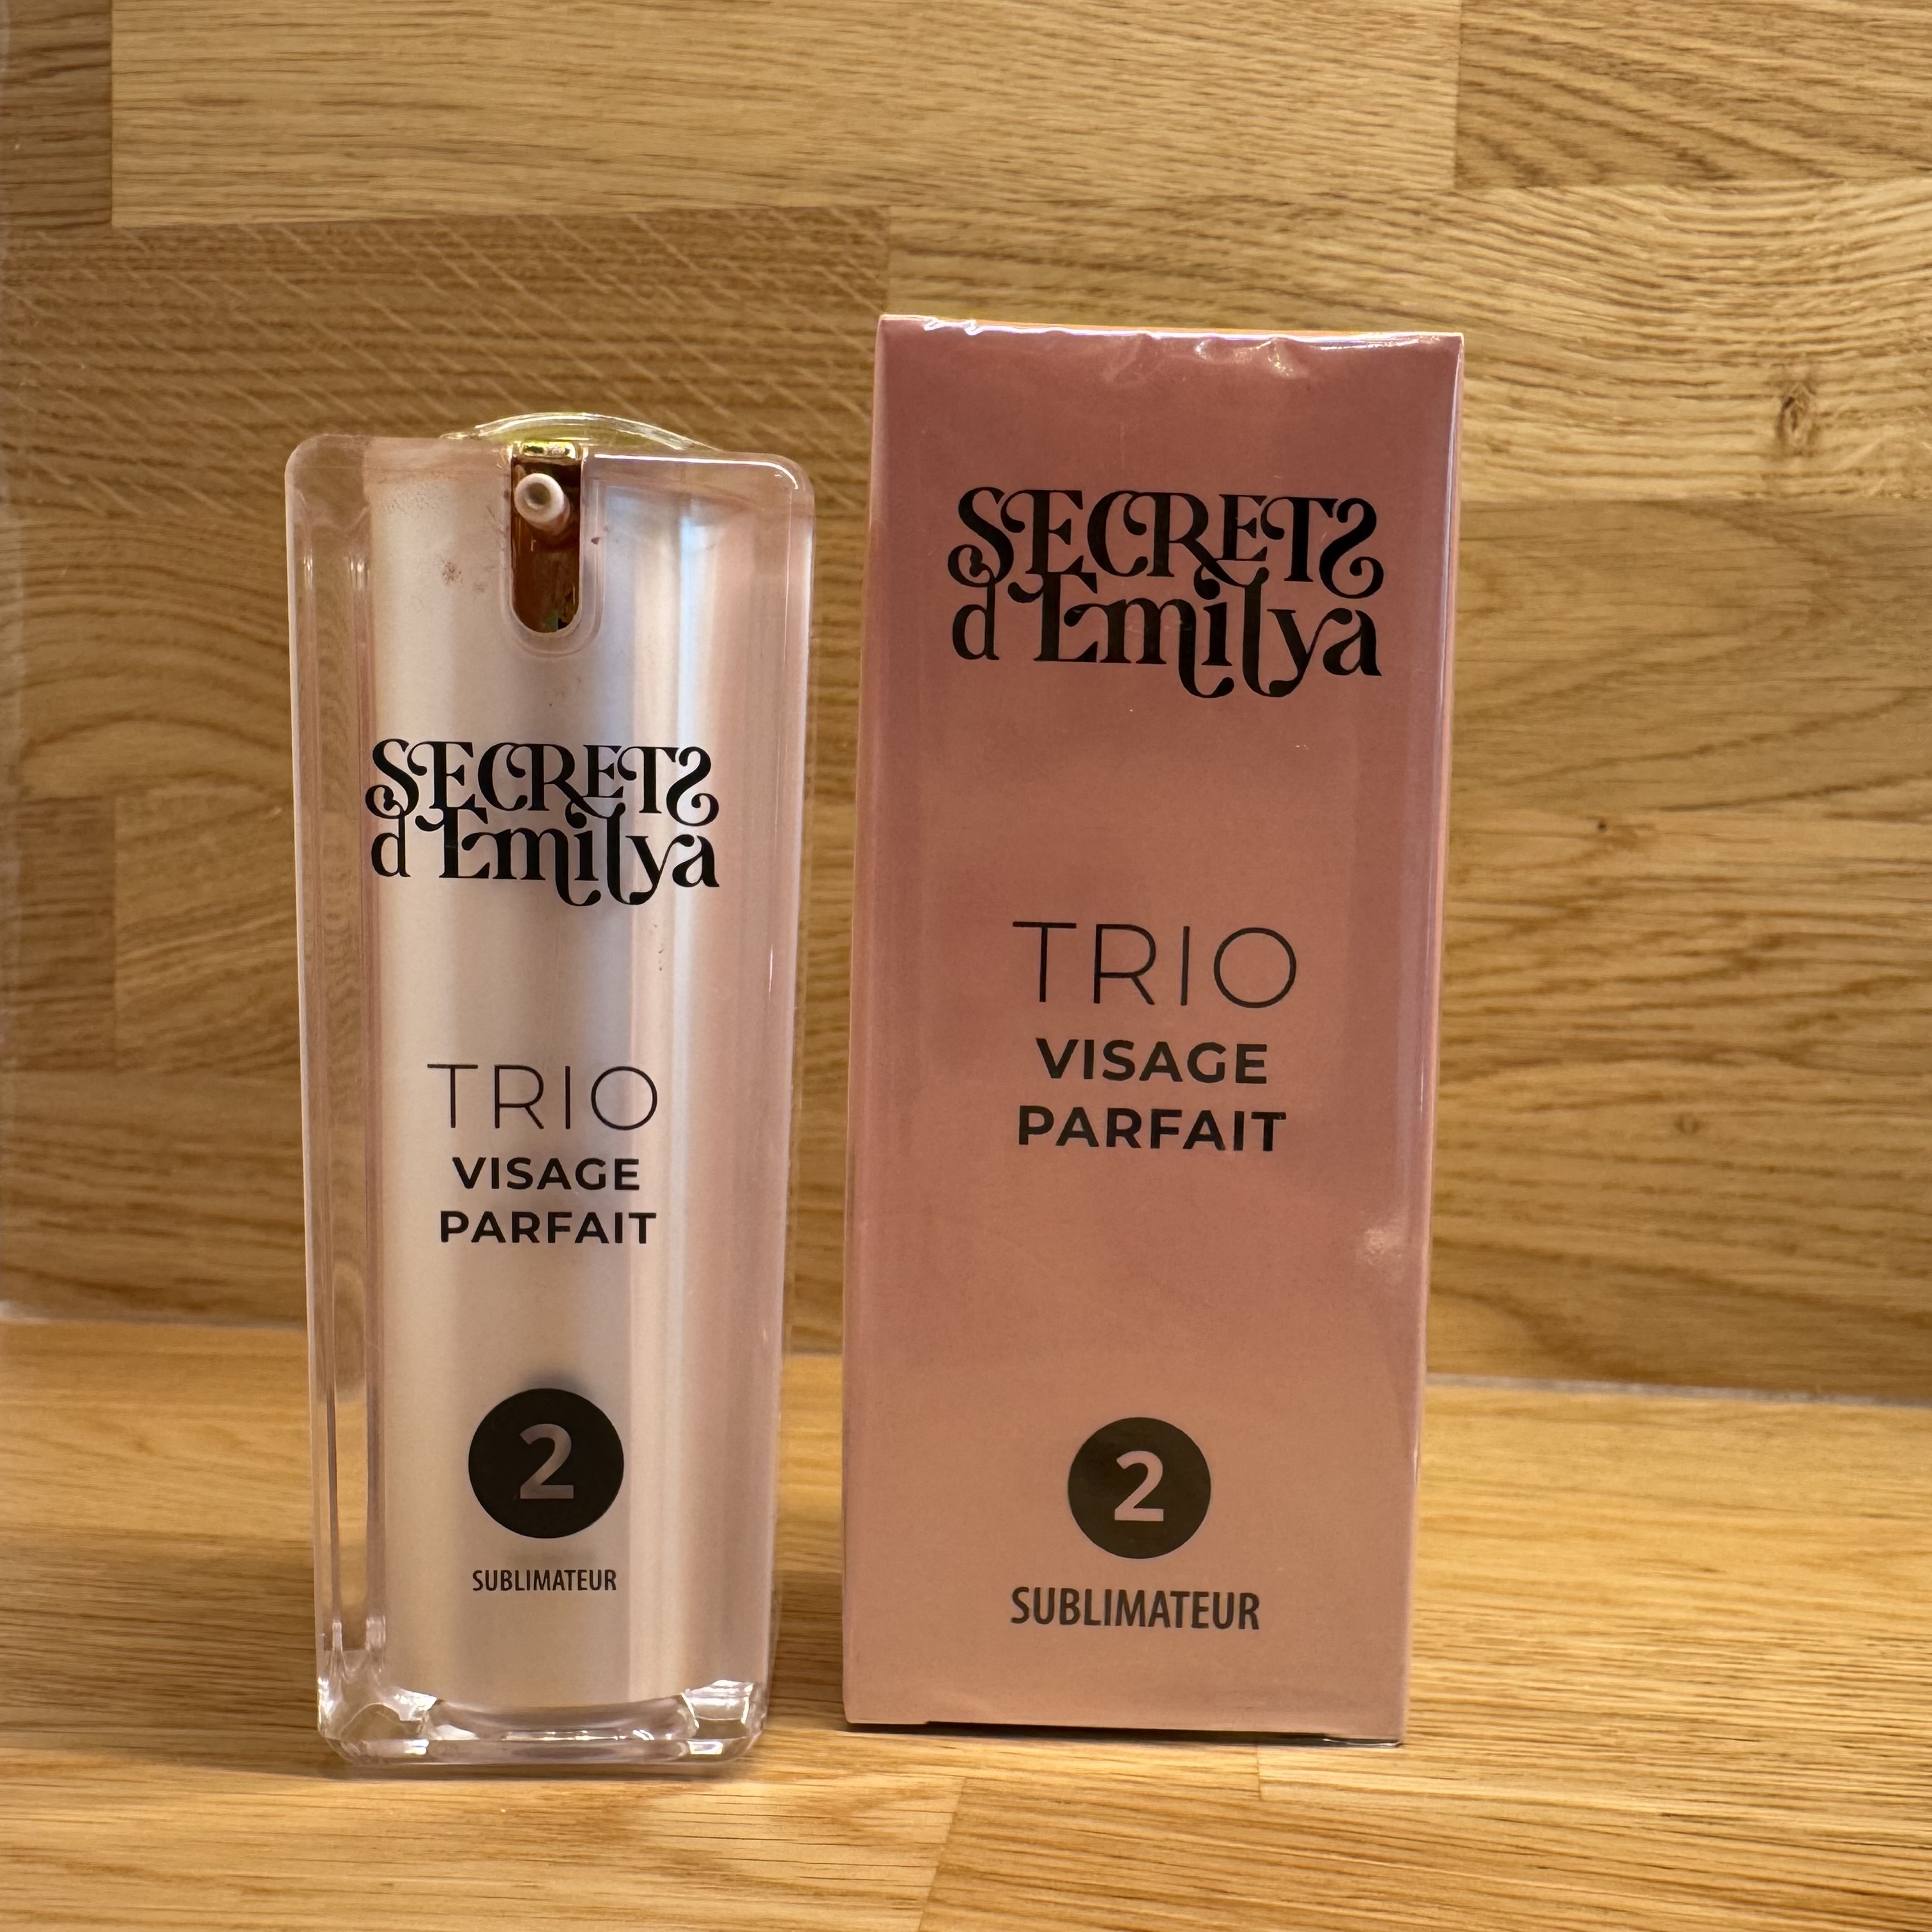 SECRETS
d'Emilya
TRIO
VISAGE
PARFAIT
2
SUBLIMATEUR
SECRETS
d'Emilya
TRIO
VISAGE
PARFAIT
2
SUBLIMATEUR